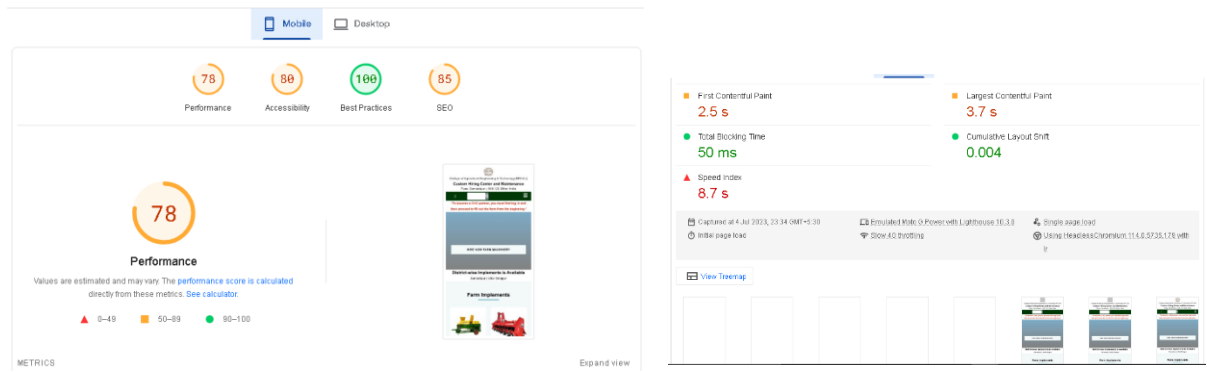 Mobile
Desktop
78
80
100
85
Performance
Accessibility
Best Practices
SEO
78
Performance
Values are estimated and may vary. The performance score is calculated
directly from these metrics. See calculator.
0–49
50–89
90–100
METRICS
Expand view
Custom Hiring Center and Maintenance
District-wise Implements is Available
Farm Implements
First Contentful Paint
2.5 s
Largest Contentful Paint
3.7 s
Total Blocking Time
50 ms
Cumulative Layout Shift
0.004
Speed Index
8.7 s
Captured at 4 Jul 2023, 23:34 GMT+5:30
Emulated Moto G Power with Lighthouse 10.3.0
Single page load
Initial page load
Slow 4G throttling
Using HeadlessChromium 114.0.5735.179 with
lr
View Treemap